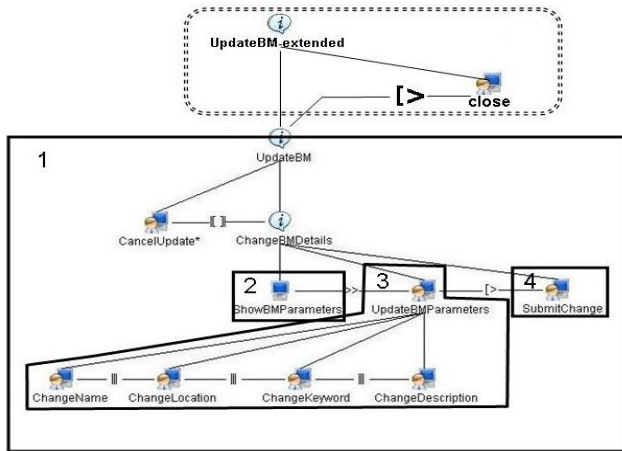 UpdateBM-extended
[>
close
1
UpdateBM
CancelUpdate*
[ ]
ChangeBMDetails
2
>>
3
[>
4
ShowBMParameters
UpdateBMParameters
SubmitChange
|||
|||
|||
ChangeName
ChangeLocation
ChangeKeyword
ChangeDescription